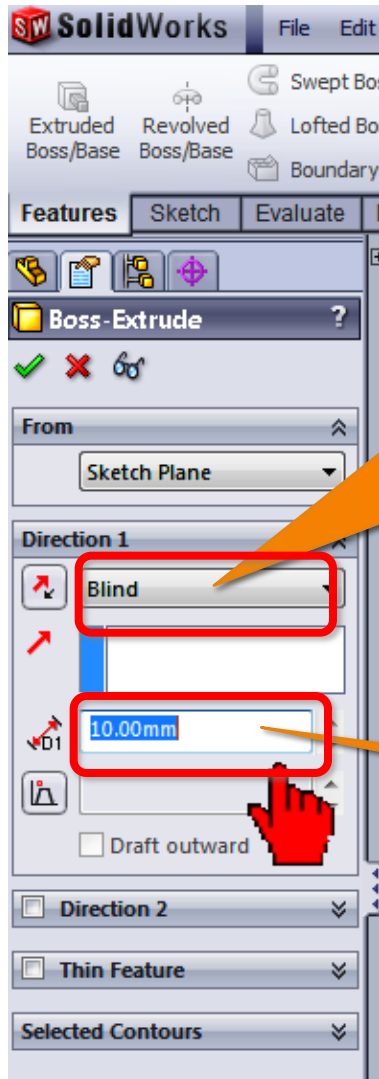 SW SolidWorks File Edit
Extruded Boss/Base
Revolved Boss/Base
Swept Bos
Lofted Bo
Boundary
Features Sketch Evaluate
Boss-Extrude ?
From
Sketch Plane
Direction 1
Blind
D1 10.00mm
Draft outward
Direction 2
Thin Feature
Selected Contours